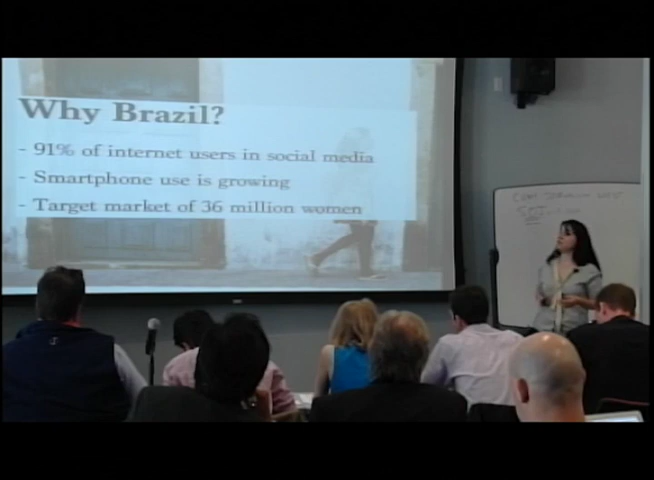 Why Brazil?
- 91% of internet users in social media
- Smartphone use is growing
- Target market of 36 million women